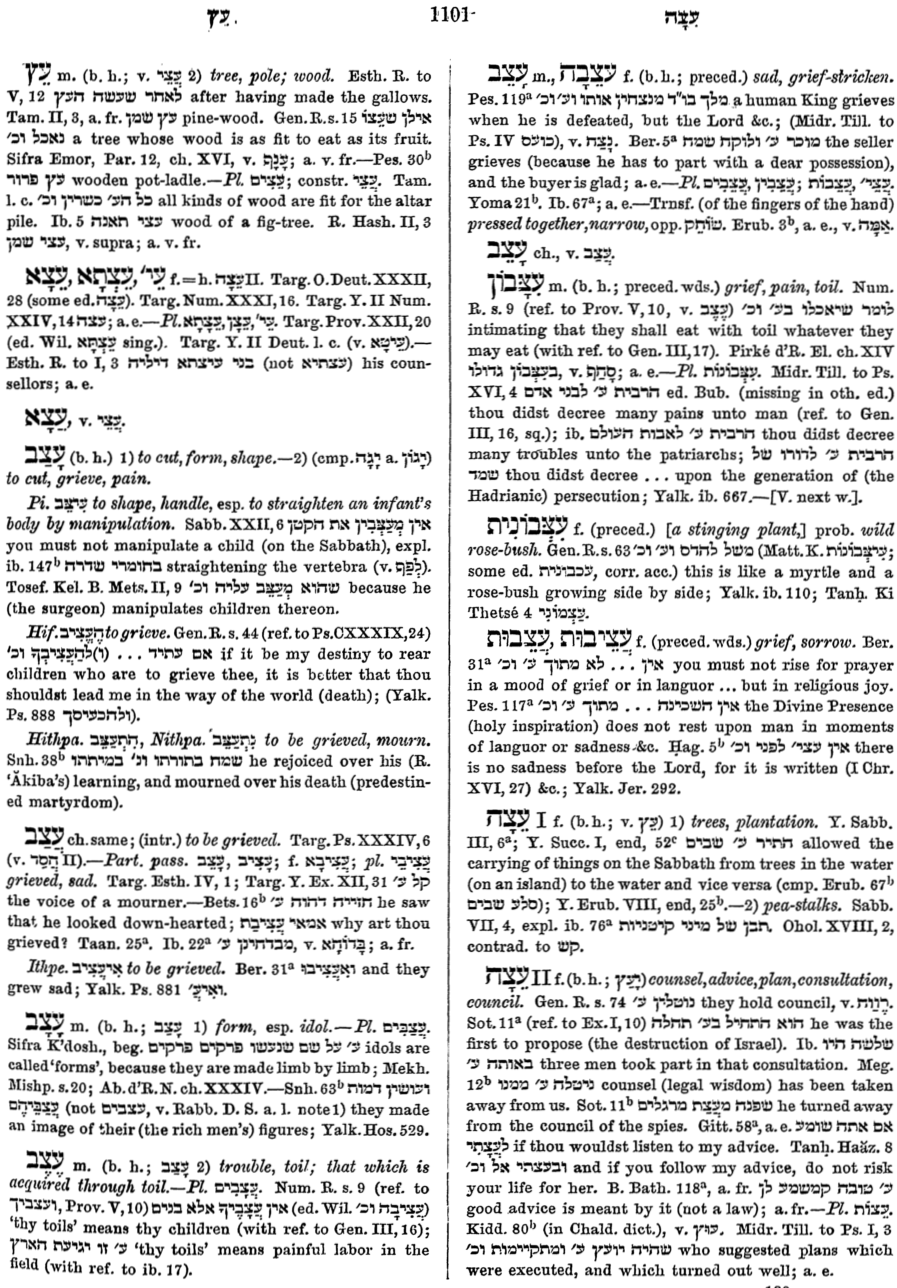 עֵץ.
1101
עֵצָה
עֵץ m. (b. h.; v. עֲצֵי 2) tree, pole; wood. Esth. R. to
V, 12 לאחר שעשה העץ after having made the gallows.
Tam. II, 3, a. fr. עץ שמן pine-wood. Gen. R. s. 15 אילן שעצו
נאכל וכ׳ a tree whose wood is as fit to eat as its fruit.
Sifra Emor, Par. 12, ch. XVI, v. עָנָף; a. v. fr.—Pes. 30b
עץ פרור wooden pot-ladle.—Pl. עֵצִים; constr. עֲצֵי. Tam.
l. c. כל הע׳ כשרין וכ׳ all kinds of wood are fit for the altar
pile. Ib. 5 עצי תאנה wood of a fig-tree. R. Hash. II, 3
עצי שמן, v. supra; a. v. fr.
עֵצָא, עֵצְתָא, עֵי׳ f.=h. עֵצָה II. Targ. O. Deut. XXXII,
28 (some ed. עֵצָה). Targ. Num. XXXI, 16. Targ. Y. II Num.
XXIV, 14 עצה; a. e.—Pl. עֵצָן, עֵצָתָא, עֵי׳. Targ. Prov. XXII, 20
(ed. Wil. עֵצְתָא sing.). Targ. Y. II Deut. l. c. (v. עֵיטָא).—
Esth. R. to I, 3 בני עיצתא דיליה (not עצתיא) his coun-
sellors; a. e.
עֲצָא, v. עֲצֵי.
עָצַב (b. h.) 1) to cut, form, shape.—2) (cmp. יָגָה a. יָגוֹן)
to cut, grieve, pain.
Pi. עִיצֵּב to shape, handle, esp. to straighten an infant's
body by manipulation. Sabb. XXII, 6 אין מְעַצְּבִין את הקטן
you must not manipulate a child (on the Sabbath), expl.
ib. 147b בחומרי שדרה straightening the vertebra (v. לָפַף).
Tosef. Kel. B. Mets. II, 9 שהוא מְעַצֵּב עליה וכ׳ because he
(the surgeon) manipulates children thereon.
Hif. הֶעֱצִיב to grieve. Gen. R. s. 44 (ref. to Ps. CXXXIX, 24)
אם עתיד ... (ו)להַעֲצִיבְךָ וכ׳ if it be my destiny to rear
children who are to grieve thee, it is better that thou
shouldst lead me in the way of the world (death); (Yalk.
Ps. 888 ולהכעיסך).
Hithpa. הִתְעַצֵּב, Nithpa. נִתְעַצֵּב to be grieved, mourn.
Snh. 38b שמח בתורתו ונ׳ במיתתו he rejoiced over his (R.
'Ăkiba's) learning, and mourned over his death (predestin-
ed martyrdom).
עֲצַב ch. same; (intr.) to be grieved. Targ. Ps. XXXIV, 6
(v. חֲסַד II).—Part. pass. עֲצִיב, עָצֵב; f. עֲצִיבָא; pl. עֲצִיבֵי
grieved, sad. Targ. Esth. IV, 1; Targ. Y. Ex. XII, 31 קל ע׳
the voice of a mourner.—Bets. 16b חזייה דהוה ע׳ he saw
that he looked down-hearted; אמאי עֲצִיבַת why art thou
grieved? Taan. 25a. Ib. 22a מבדחינן ע׳, v. בָּדוֹחָא; a. fr.
Ithpe. אִיעֲצִיב to be grieved. Ber. 31a וְאִעֲצִיבוּ and they
grew sad; Yalk. Ps. 881 וְאִיעֲ׳.
עָצָב m. (b. h.; עָצַב 1) form, esp. idol.—Pl. עֲצַבִּים.
Sifra K'dosh., beg. ע׳ על שם שנעשו פרקים פרקים idols are
called 'forms', because they are made limb by limb; Mekh.
Mishp. s. 20; Ab. d'R. N. ch. XXXIV.—Snh. 63b ועושין דמות
עֲצַבֵּיהֶם (not עצבים, v. Rabb. D. S. a. l. note 1) they made
an image of their (the rich men's) figures; Yalk. Hos. 529.
עֶצֶב m. (b. h.; עָצַב 2) trouble, toil; that which is
acquired through toil.—Pl. עֲצָבִים. Num. R. s. 9 (ref. to
ועצביך, Prov. V, 10) אין עֲצָבֶיךָ אלא בנים (ed. Wil. עֲצִיבָה וכ׳)
'thy toils' means thy children (with ref. to Gen. III, 16);
ע׳ זו יגיעת הארץ 'thy toils' means painful labor in the
field (with ref. to ib. 17).
עָצֵב m., עֲצֵבָה f. (b. h.; preced.) sad, grief-stricken.
Pes. 119a מלך בו״ד מנצחין אותו וע׳ וכ׳ a human King grieves
when he is defeated, but the Lord &c.; (Midr. Till. to
Ps. IV כועס), v. נָצַח. Ber. 5a מוכר ע׳ ולוקח שמח the seller
grieves (because he has to part with a dear possession),
and the buyer is glad; a. e.—Pl. עֲצֵבִים, עֲצֵבִין; עֲצֵבוֹת, עֲצֵי׳.
Yoma 21b. Ib. 67a; a. e.—Trnsf. (of the fingers of the hand)
pressed together, narrow, opp. שׂוֹחֵק. Erub. 3b, a. e., v. אַמָּה.
עָצֵב ch., v. עֲצַב.
עִצָּבוֹן m. (b. h.; preced. wds.) grief, pain, toil. Num.
R. s. 9 (ref. to Prov. V, 10, v. עֶצֶב) לומר שיאכלו בע׳ וכ׳
intimating that they shall eat with toil whatever they
may eat (with ref. to Gen. III, 17). Pirké d'R. El. ch. XIV
בעִצְּבוֹן גדולו, v. סָחַף; a. e.—Pl. עִצְּבוֹנוֹת. Midr. Till. to Ps.
XVI, 4 הרבית ע׳ לבני אדם ed. Bub. (missing in oth. ed.)
thou didst decree many pains unto man (ref. to Gen.
III, 16, sq.); ib. הרבית ע׳ לאבות העולם thou didst decree
many troubles unto the patriarchs; הרבית ע׳ לדורו של
שמד thou didst decree ... upon the generation of (the
Hadrianic) persecution; Yalk. ib. 667.—[V. next w.].
עִצְּבוֹנִית f. (preced.) [a stinging plant,] prob. wild
rose-bush. Gen. R. s. 63 משל להדס וע׳ וכ׳ (Matt. K. עִיצְּבוֹנוֹת;
some ed. עכבונית, corr. acc.) this is like a myrtle and a
rose-bush growing side by side; Yalk. ib. 110; Tanḥ. Ki
Thetsé 4 עַצְמוֹנִי.
עֲצִיבוּת, עַצְבוּת f. (preced. wds.) grief, sorrow. Ber.
31a אין ... לא מתוך ע׳ וכ׳ you must not rise for prayer
in a mood of grief or in languor ... but in religious joy.
Pes. 117a אין השכינה ... מתוך ע׳ וכ׳ the Divine Presence
(holy inspiration) does not rest upon man in moments
of languor or sadness &c. Ḥag. 5b אין עצי׳ לפני וכ׳ there
is no sadness before the Lord, for it is written (I Chr.
XVI, 27) &c.; Yalk. Jer. 292.
עֵצָה I f. (b. h.; v. עֵץ) 1) trees, plantation. Y. Sabb.
III, 6a; Y. Succ. I, end, 52c התיר ע׳ שבים allowed the
carrying of things on the Sabbath from trees in the water
(on an island) to the water and vice versa (cmp. Erub. 67b
סלע שבים); Y. Erub. VIII, end, 25b.—2) pea-stalks. Sabb.
VII, 4, expl. ib. 76a תבן של מיני קיטניות. Ohol. XVIII, 2,
contrad. to קש.
עֵצָה II f. (b. h.; יָעַץ) counsel, advice, plan, consultation,
council. Gen. R. s. 74 נוטלין ע׳ they hold council, v. רֶוַח.
Sot. 11a (ref. to Ex. I, 10) הוא התחיל בע׳ תחלה he was the
first to propose (the destruction of Israel). Ib. שלשה היו
באותה ע׳ three men took part in that consultation. Meg.
12b ניטלה ע׳ ממנו counsel (legal wisdom) has been taken
away from us. Sot. 11b שפנה מעֲצַת מרגלים he turned away
from the council of the spies. Gitt. 58a, a. e. אם אתה שומע
לַעֲצָתִי if thou wouldst listen to my advice. Tanḥ. Haăz. 8
ובעצתי אל וכ׳ and if you follow my advice, do not risk
your life for her. B. Bath. 118a, a. fr. ע׳ טובה קמשמע לן
good advice is meant by it (not a law); a. fr.—Pl. עֵצוֹת.
Kidd. 80b (in Chald. dict.), v. עוּץ. Midr. Till. to Ps. I, 3
שהיה יועץ ע׳ ומתקיימות וכ׳ who suggested plans which
were executed, and which turned out well; a. e.